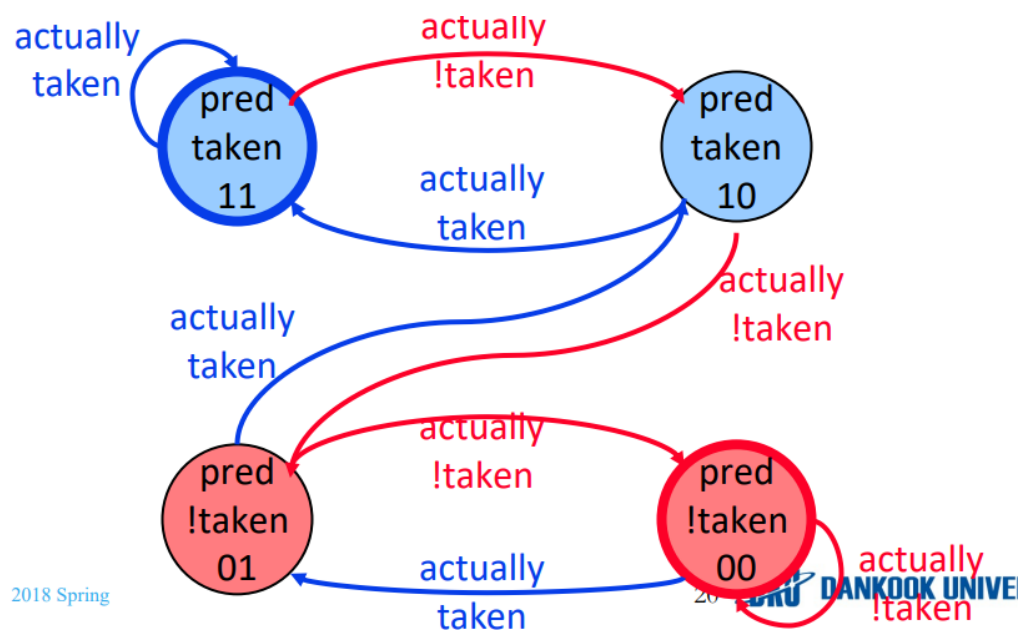 actually
taken
actually
!taken
pred
taken
11
pred
taken
10
actually
taken
actually
!taken
actually
taken
actually
!taken
pred
!taken
01
pred
!taken
00
actually
taken
actually
!taken
2018 Spring
DANKOOK UNIVE